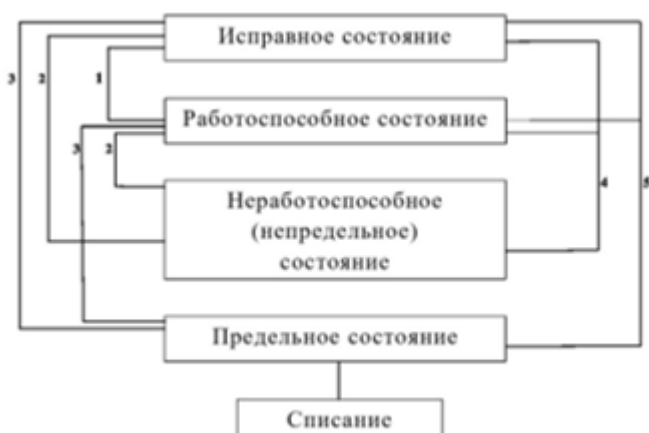 Исправное состояние
3
2
1
Работоспособное состояние
3
2
Неработоспособное
(непредельное)
состояние
4
5
Предельное состояние
Списание